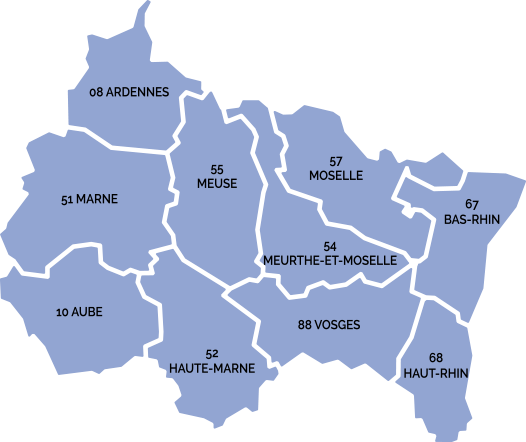 08 ARDENNES
55
MEUSE
57
MOSELLE
51 MARNE
67
BAS-RHIN
54
MEURTHE-ET-MOSELLE
10 AUBE
88 VOSGES
52
HAUTE-MARNE
68
HAUT-RHIN